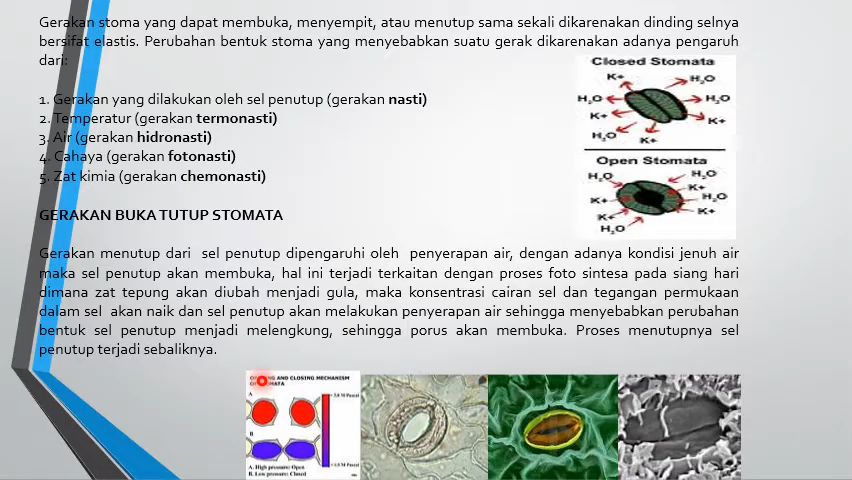 Gerakan stoma yang dapat membuka, menyempit, atau menutup sama sekali dikarenakan dinding selnya
bersifat elastis. Perubahan bentuk stoma yang menyebabkan suatu gerak dikarenakan adanya pengaruh
dari:
1. Gerakan yang dilakukan oleh sel penutup (gerakan nasti)
2. Temperatur (gerakan termonasti)
3. Air (gerakan hidronasti)
4. Cahaya (gerakan fotonasti)
5. Zat kimia (gerakan chemonasti)
Closed Stomata
K+
H₂O
H₂O
H₂O
K+
K+
H₂O
K+
Open Stomata
H₂O
H₂O
K+
H₂O
K+
K+
K+
H₂O
GERAKAN BUKA TUTUP STOMATA
Gerakan menutup dari sel penutup dipengaruhi oleh penyerapan air, dengan adanya kondisi jenuh air
maka sel penutup akan membuka, hal ini terjadi terkaitan dengan proses foto sintesa pada siang hari
dimana zat tepung akan diubah menjadi gula, maka konsentrasi cairan sel dan tegangan permukaan
dalam sel akan naik dan sel penutup akan melakukan penyerapan air sehingga menyebabkan perubahan
bentuk sel penutup menjadi melengkung, sehingga porus akan membuka. Proses menutupnya sel
penutup terjadi sebaliknya.
AND CLOSING MECHANISM
A
B
A. High pressure: Open
B. Low pressure: Closed